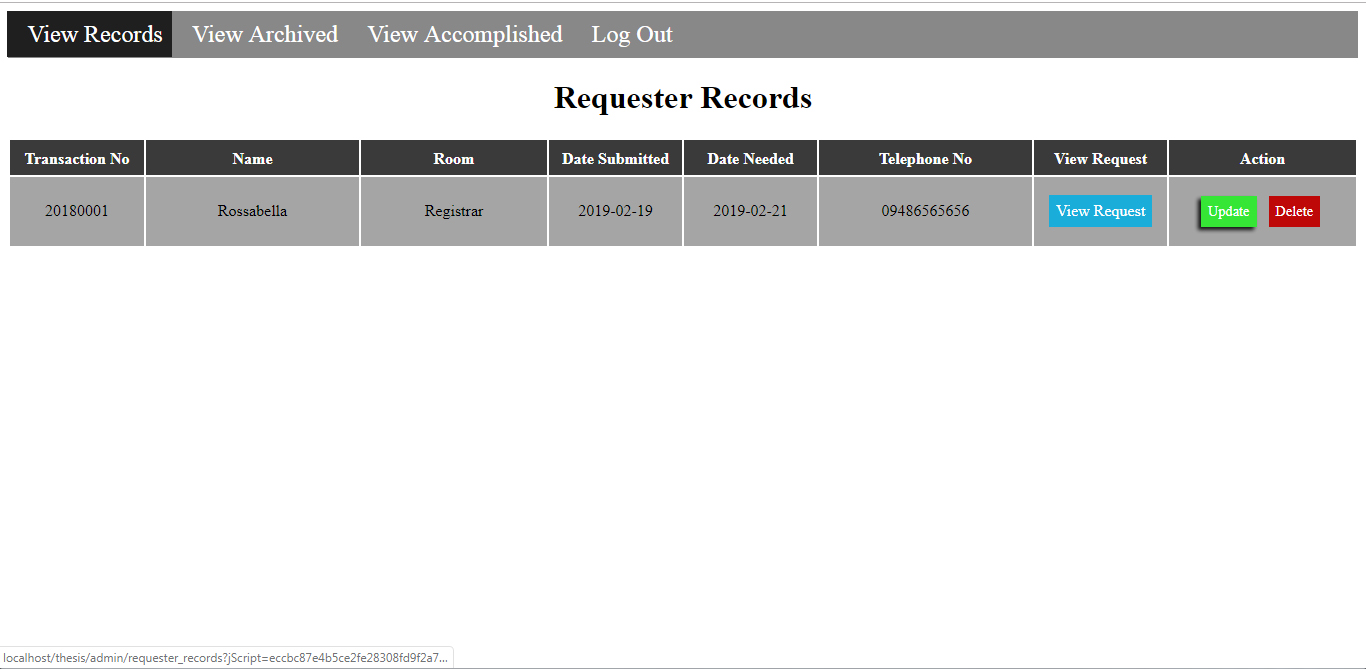 View Records View Archived View Accomplished Log Out
Requester Records
Transaction No Name Room Date Submitted Date Needed Telephone No View Request Action
20180001 Rossabella Registrar 2019-02-19 2019-02-21 09486565656 View Request Update Delete
localhost/thesis/admin/requester_records?jScript=eccbc87e4b5ce2fe28308fd9f2a7...